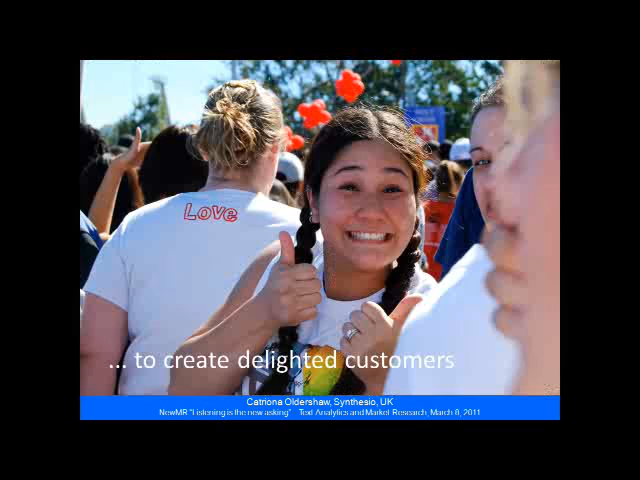 Love
... to create delighted customers
Catriona Oldershaw, Synthesio, UK
NewMR "Listening is the new asking" - Text Analytics and Market Research, March 8, 2011